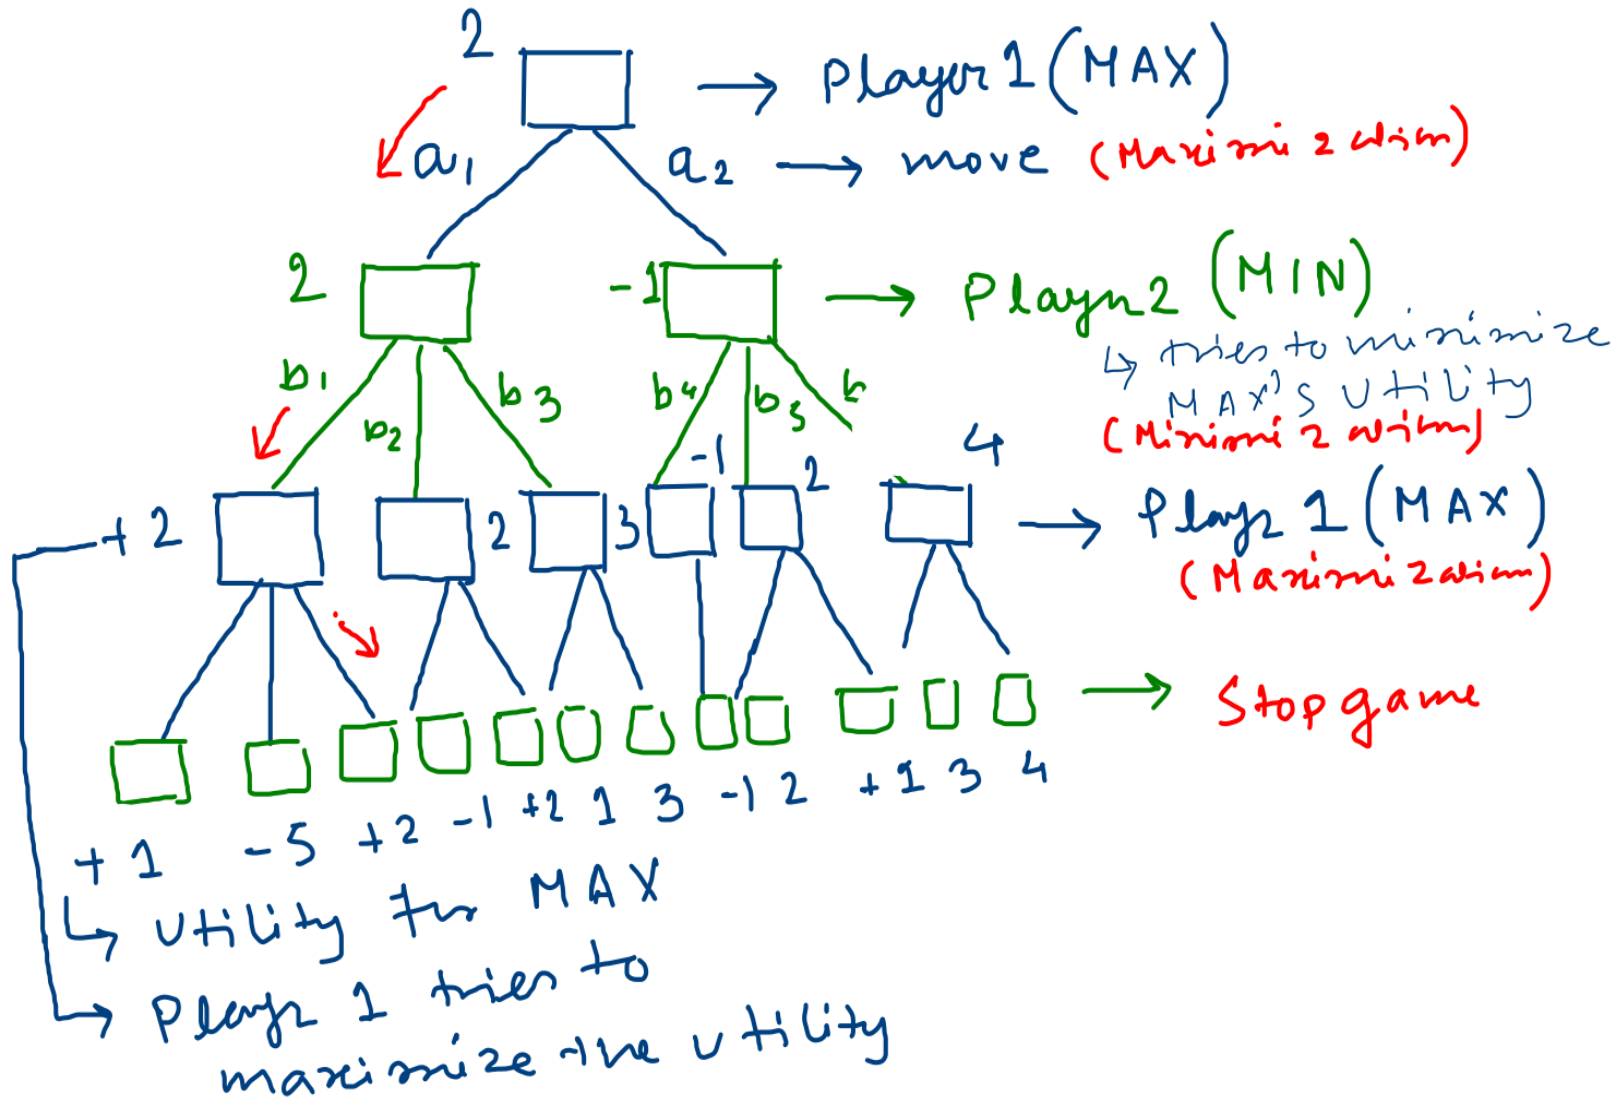 2
→ Player 1 (MAX)
a1 a2 → move (Maximization)
2 -1 → Player 2 (MIN)
↳ tries to minimize
MAX's utility
(Minimization)
b1 b2 b3 b4 b5
+2 2 3 -1 2 4 → Player 1 (MAX)
(Maximization)
→ Stop game
+1 -5 +2 -1 +2 1 3 -1 2 +1 3 4
↳ Utility for MAX
→ Player 1 tries to
maximize the utility